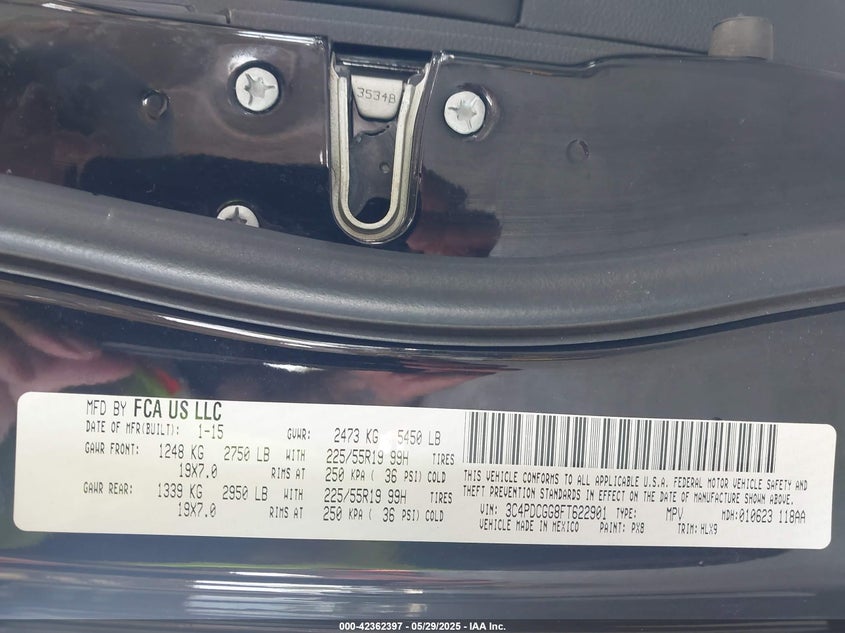 35348
MFD BY FCA US LLC
DATE OF MFR(BUILT): 1-15 GVWR: 2473 KG 5450 LB
GAWR FRONT: 1248 KG 2750 LB WITH 225/55R19 99H TIRES
19X7.0 RIMS AT 250 KPA ( 36 PSI) COLD
GAWR REAR: 1339 KG 2950 LB WITH 225/55R19 99H TIRES
19X7.0 RIMS AT 250 KPA ( 36 PSI) COLD
THIS VEHICLE CONFORMS TO ALL APPLICABLE U.S.A. FEDERAL MOTOR VEHICLE SAFETY AND
THEFT PREVENTION STANDARDS IN EFFECT ON THE DATE OF MANUFACTURE SHOWN ABOVE.
VIN: 3C4PDCGG8FT622901 TYPE: MPV MDH: 010623 118AA
VEHICLE MADE IN MEXICO PAINT: PX8 TRIM: HLX9
000-42362397 - 05/29/2025 - IAA Inc.